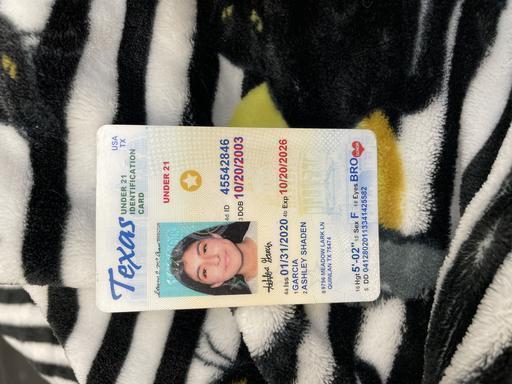 Texas
USA
TX
UNDER 21
IDENTIFICATION
CARD
UNDER 21
4d ID 45542846
3 DOB 10/20/2003
4a Iss 01/31/2020 4b Exp 10/20/2026
1 GARCIA
2 ASHLEY SHADEN
8 9796 MEADOW LARK LN
QUINLAN TX 75474
16 Hgt 5'-02" 15 Sex F 18 Eyes BRO
5 DD 04128020113341425582